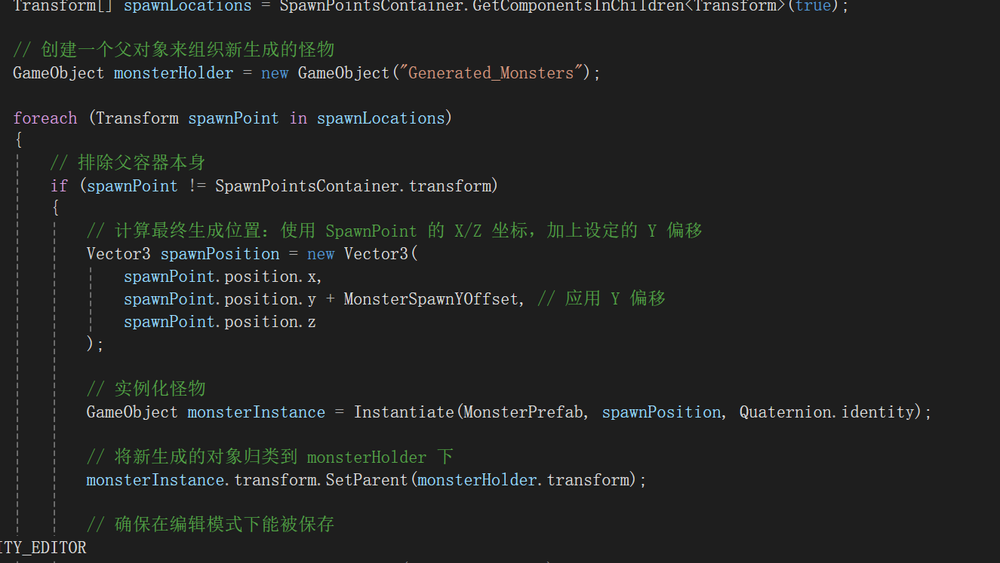 Transform[] spawnLocations = SpawnPointsContainer.GetComponentsInChildren<Transform>(true);
// 创建一个父对象来组织新生成的怪物
GameObject monsterHolder = new GameObject("Generated_Monsters");
foreach (Transform spawnPoint in spawnLocations)
{
// 排除父容器本身
if (spawnPoint != SpawnPointsContainer.transform)
{
// 计算最终生成位置：使用 SpawnPoint 的 X/Z 坐标，加上设定的 Y 偏移
Vector3 spawnPosition = new Vector3(
spawnPoint.position.x,
spawnPoint.position.y + MonsterSpawnYOffset, // 应用 Y 偏移
spawnPoint.position.z
);
// 实例化怪物
GameObject monsterInstance = Instantiate(MonsterPrefab, spawnPosition, Quaternion.identity);
// 将新生成的对象归类到 monsterHolder 下
monsterInstance.transform.SetParent(monsterHolder.transform);
// 确保在编辑模式下能被保存
ITY_EDITOR